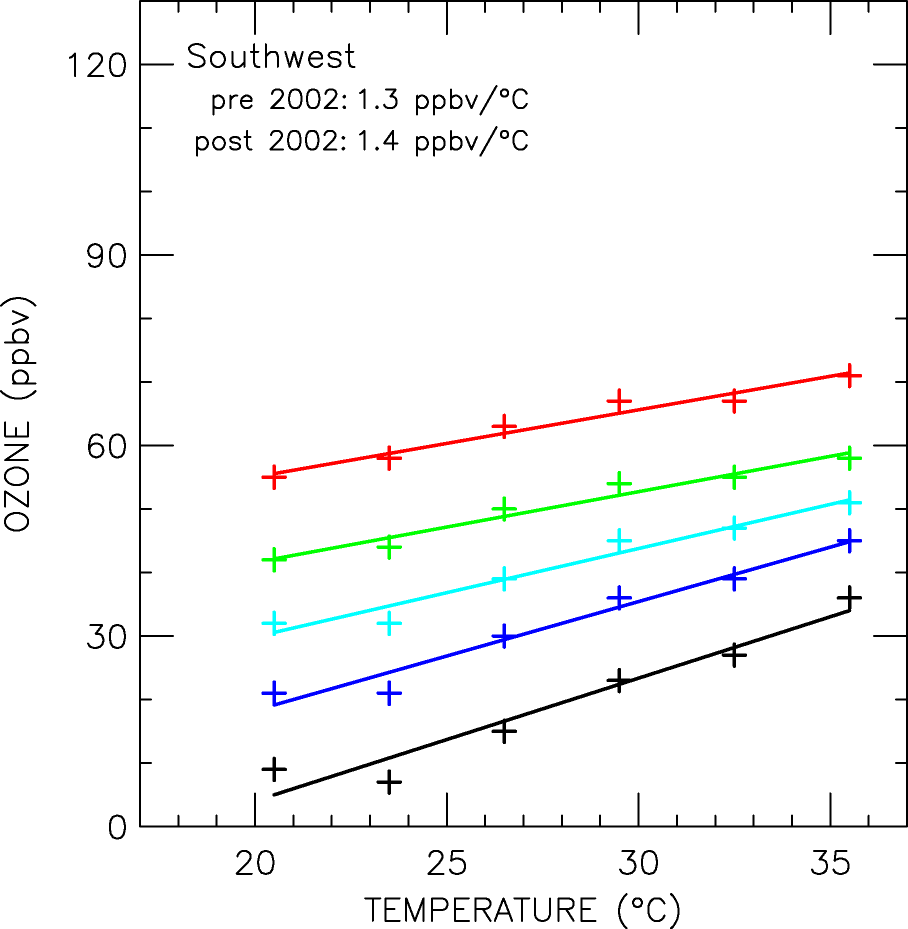 Southwest
pre 2002: 1.3 ppbv/°C
post 2002: 1.4 ppbv/°C
120
90
60
30
0
OZONE (ppbv)
20 25 30 35
TEMPERATURE (°C)